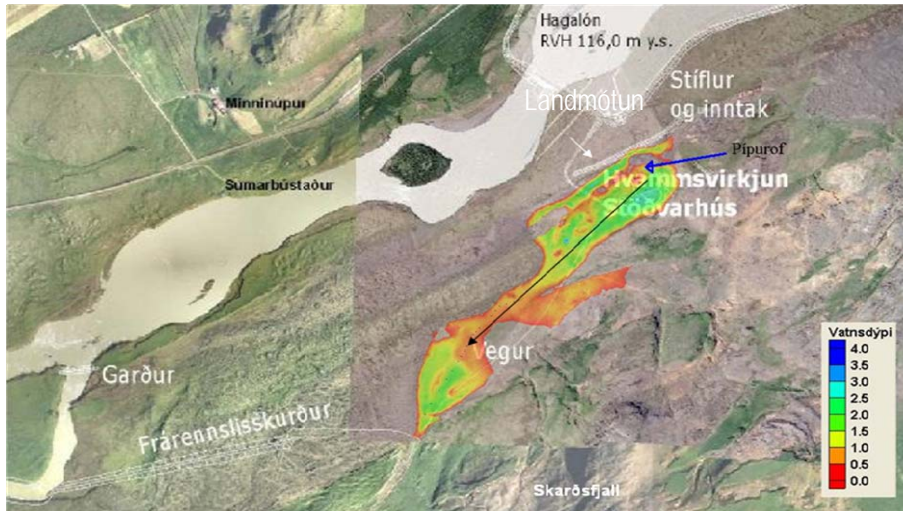 Hagalón
RVH 116,0 m y.s.
Landmótun
Stíflur
og inntak
Minninúpur
Pípurof
Sumarbústaður
Hvammsvirkjun
Stöðvarhús
Vatnsdýpi
4.0
3.5
3.0
2.5
2.0
1.5
1.0
0.5
0.0
Vegur
Garður
Frárennslisskurður
Skarðsfjall